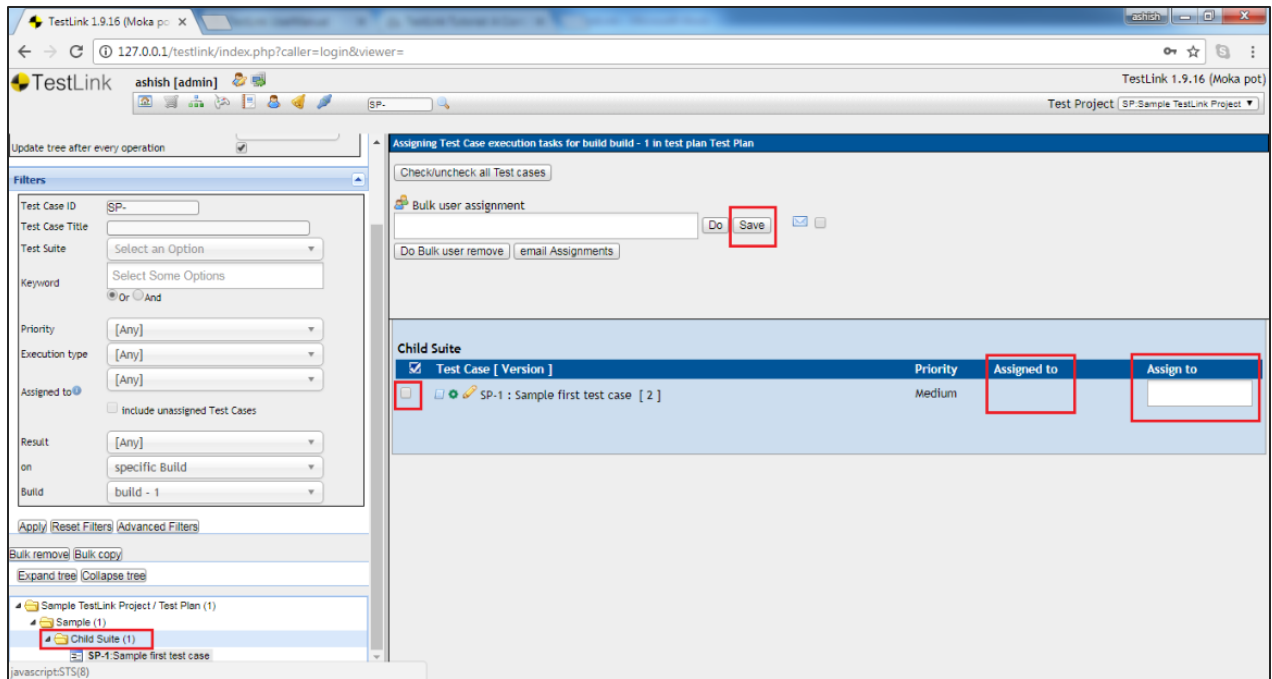 TestLink 1.9.16 (Moka po
ashish
127.0.0.1/testlink/index.php?caller=login&viewer=
TestLink ashish [admin]
TestLink 1.9.16 (Moka pot)
SP-
Test Project SP:Sample TestLink Project
Update tree after every operation
Filters
Test Case ID SP-
Test Case Title
Test Suite Select an Option
Keyword Select Some Options
Or And
Priority [Any]
Execution type [Any]
Assigned to [Any]
include unassigned Test Cases
Result [Any]
on specific Build
Build build - 1
Apply Reset Filters Advanced Filters
Bulk remove Bulk copy
Expand tree Collapse tree
Sample TestLink Project / Test Plan (1)
Sample (1)
Child Suite (1)
SP-1:Sample first test case
javascript:STS(8)
Assigning Test Case execution tasks for build build - 1 in test plan Test Plan
Check/uncheck all Test cases
Bulk user assignment
Do Save
Do Bulk user remove email Assignments
Child Suite
Test Case [ Version ] Priority Assigned to Assign to
SP-1 : Sample first test case [ 2 ] Medium